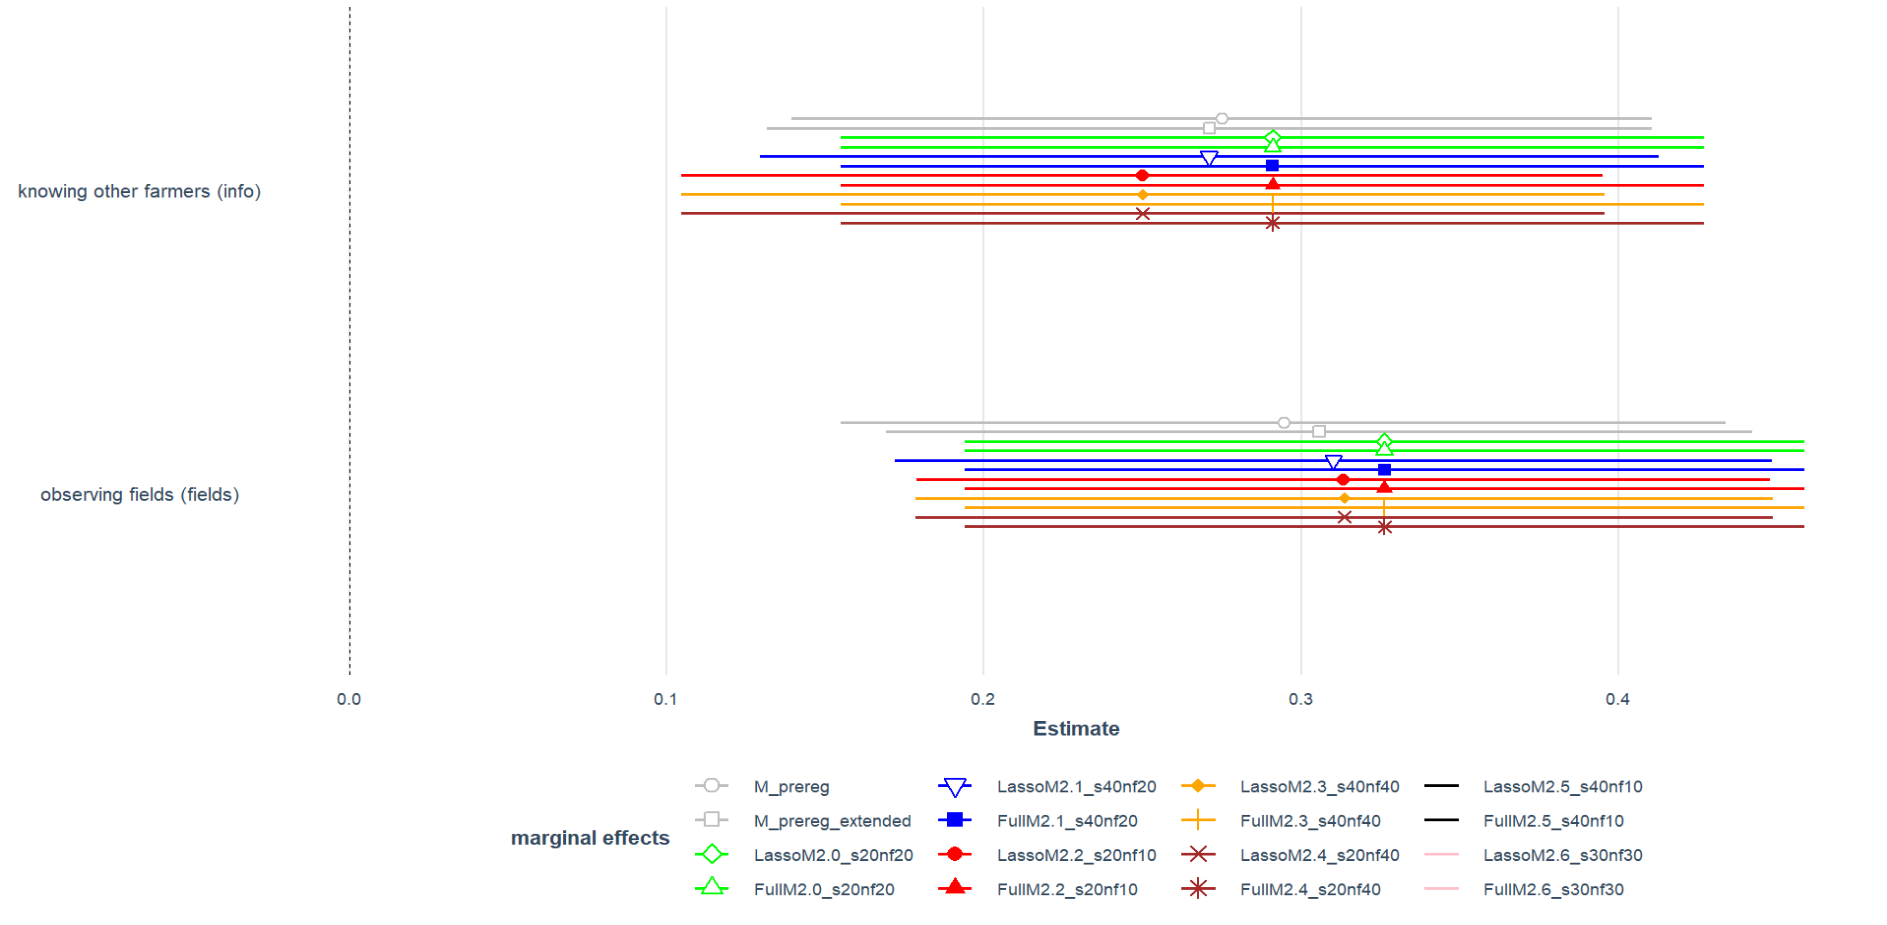 knowing other farmers (info)
observing fields (fields)
0.0 0.1 0.2 0.3 0.4
Estimate
marginal effects
M_prereg
M_prereg_extended
LassoM2.0_s20nf20
FullM2.0_s20nf20
LassoM2.1_s40nf20
FullM2.1_s40nf20
LassoM2.2_s20nf10
FullM2.2_s20nf10
LassoM2.3_s40nf40
FullM2.3_s40nf40
LassoM2.4_s20nf40
FullM2.4_s20nf40
LassoM2.5_s40nf10
FullM2.5_s40nf10
LassoM2.6_s30nf30
FullM2.6_s30nf30